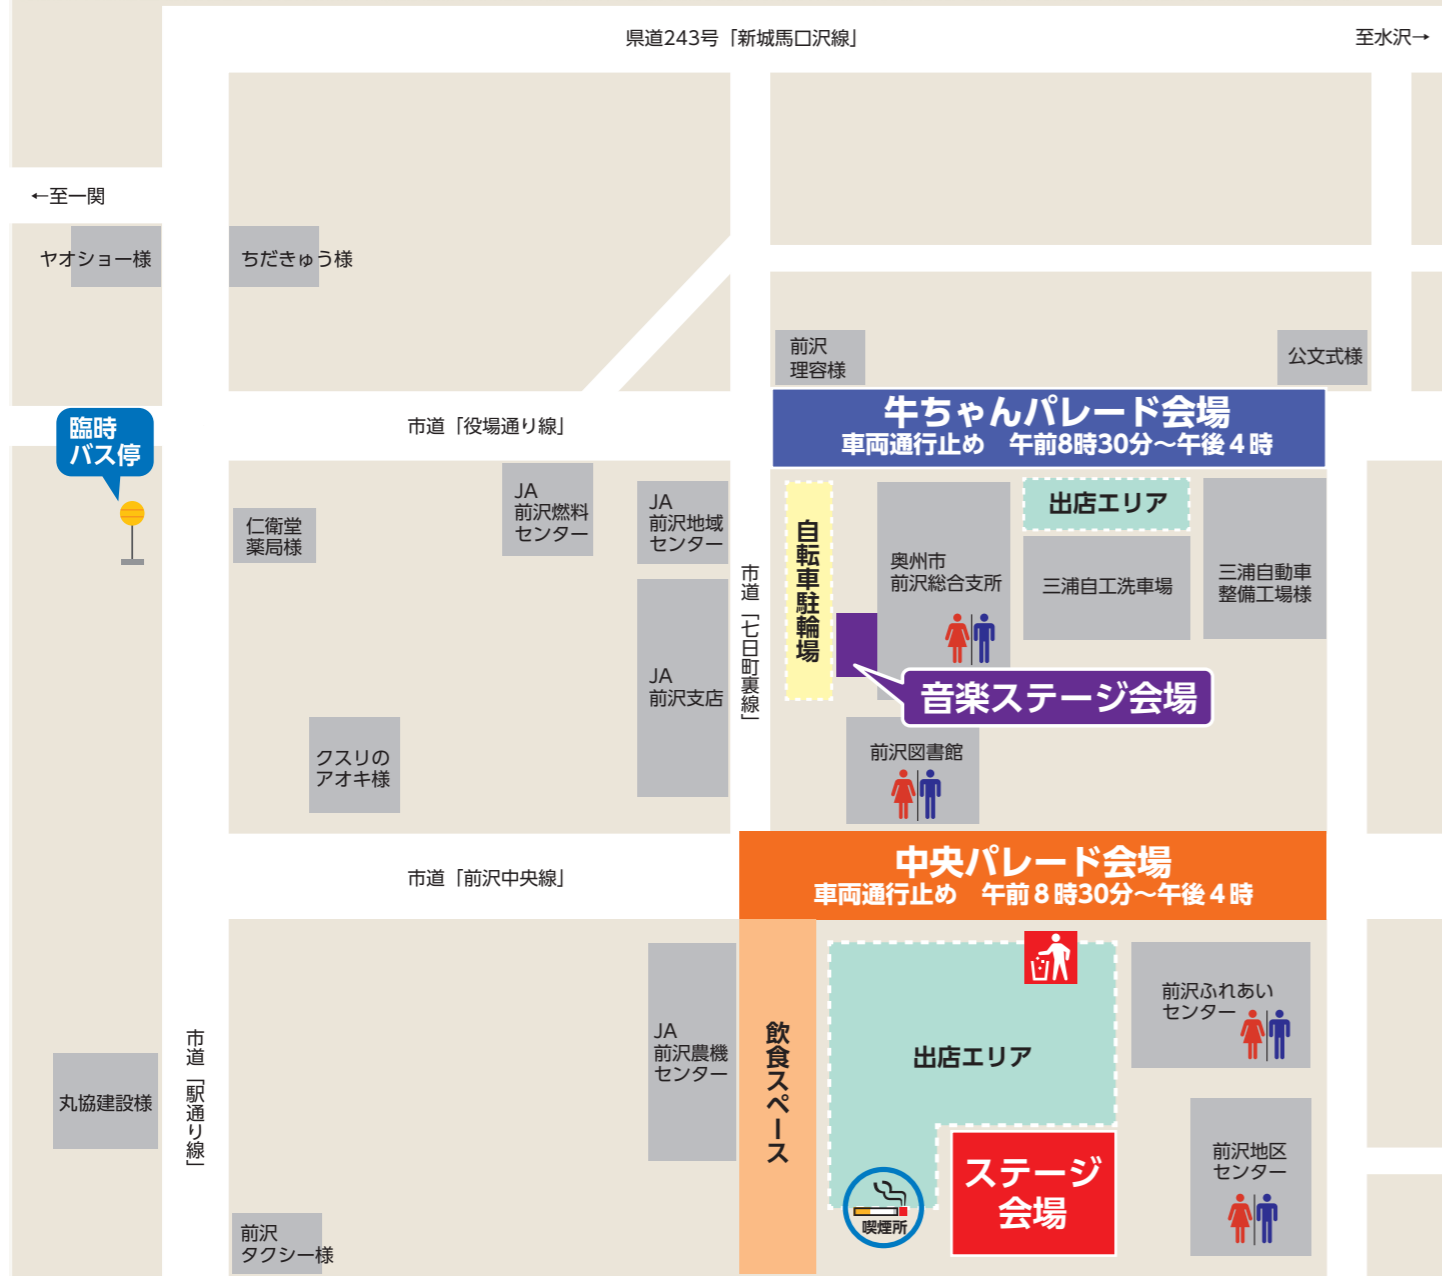 県道243号「新城馬口沢線」
至水沢→
←至一関
ヤオショー様
ちだきゅう様
前沢
理容様
公文式様
牛ちゃんパレード会場
車両通行止め　午前8時30分～午後４時
市道「役場通り線」
臨時
バス停
仁衛堂
薬局様
JA
前沢燃料
センター
JA
前沢地域
センター
市道「七日町裏線」
自転車駐輪場
奥州市
前沢総合支所
出店エリア
三浦自工洗車場
三浦自動車
整備工場様
JA
前沢支店
音楽ステージ会場
クスリの
アオキ様
前沢図書館
市道「前沢中央線」
中央パレード会場
車両通行止め　午前８時30分～午後４時
市道「駅通り線」
丸協建設様
JA
前沢農機
センター
飲食スペース
出店エリア
前沢ふれあい
センター
前沢地区
センター
ステージ
会場
喫煙所
前沢
タクシー様